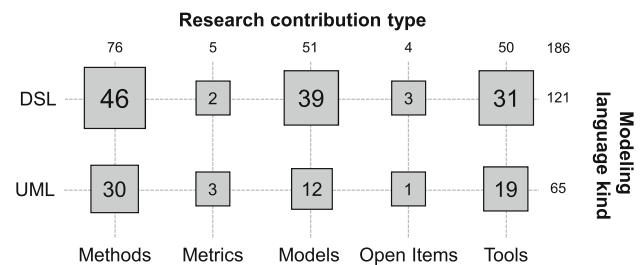 Research contribution type
76 5 51 4 50 186
DSL 46 2 39 3 31 121
UML 30 3 12 1 19 65
Methods Metrics Models Open Items Tools
Modeling
language kind